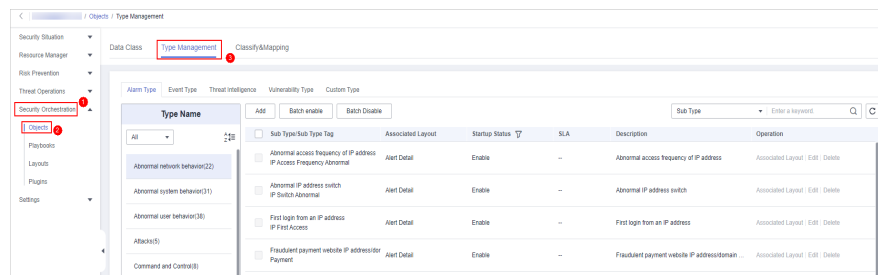 / Objects / Type Management
Security Situation
Resource Manager
Risk Prevention
Threat Operations
Security Orchestration
1
Objects
2
Playbooks
Layouts
Plugins
Settings
Data Class
Type Management
Classify&Mapping
3
Alarm Type
Event Type
Threat Intelligence
Vulnerability Type
Custom Type
Type Name
All
Abnormal network behavior(22)
Abnormal system behavior(31)
Abnormal user behavior(38)
Attacks(5)
Command and Control(8)
Add
Batch enable
Batch Disable
Sub Type
Enter a keyword.
Sub Type/Sub Type Tag
Associated Layout
Startup Status
SLA
Description
Operation
Abnormal access frequency of IP address
IP Access Frequency Abnormal
Alert Detail
Enable
--
Abnormal access frequency of IP address
Associated Layout | Edit | Delete
Abnormal IP address switch
IP Switch Abnormal
Alert Detail
Enable
--
Abnormal IP address switch
Associated Layout | Edit | Delete
First login from an IP address
IP First Access
Alert Detail
Enable
--
First login from an IP address
Associated Layout | Edit | Delete
Fraudulent payment website IP address/dor
Payment
Alert Detail
Enable
--
Fraudulent payment website IP address/domain ...
Associated Layout | Edit | Delete